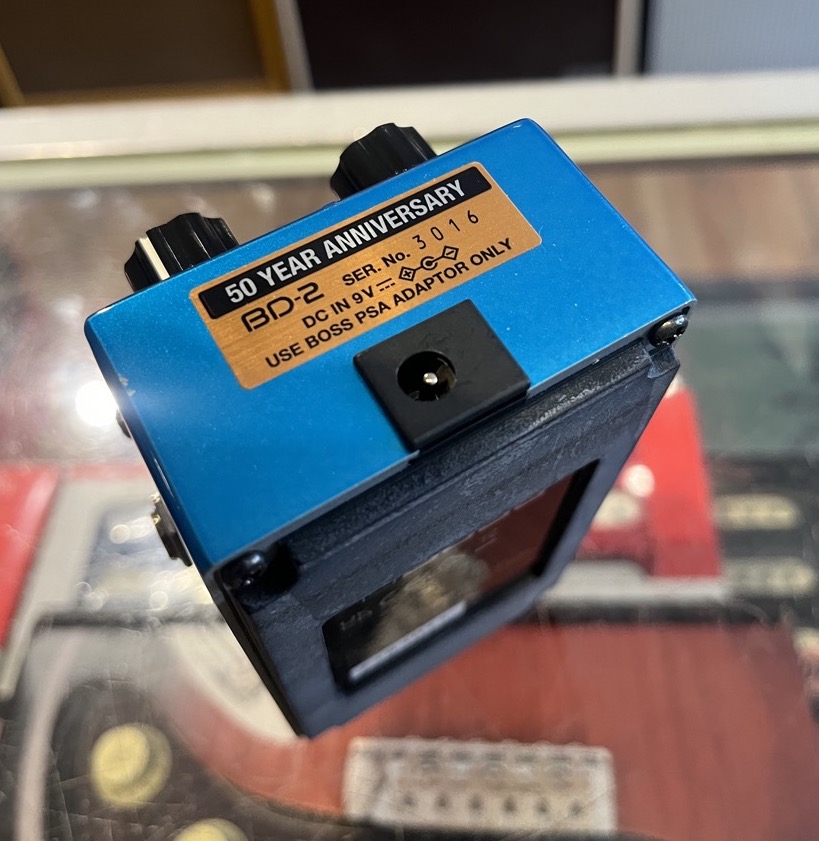 50 YEAR ANNIVERSARY
BD-2 SER. No. 3016
DC IN 9V
USE BOSS PSA ADAPTOR ONLY